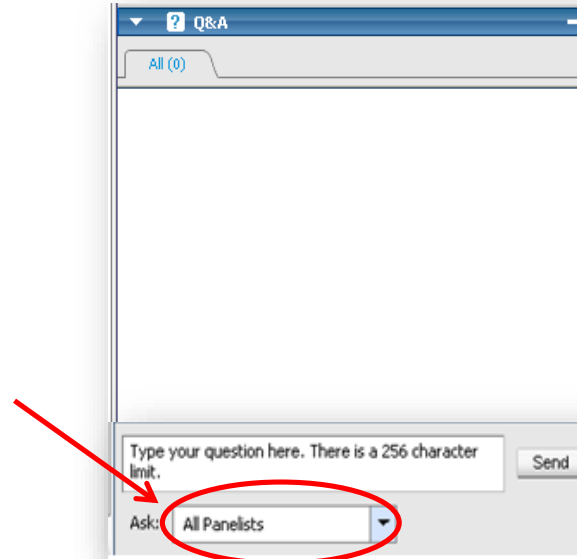 ? Q&A
All (0)
Type your question here. There is a 256 character
limit.
Send
Ask: All Panelists